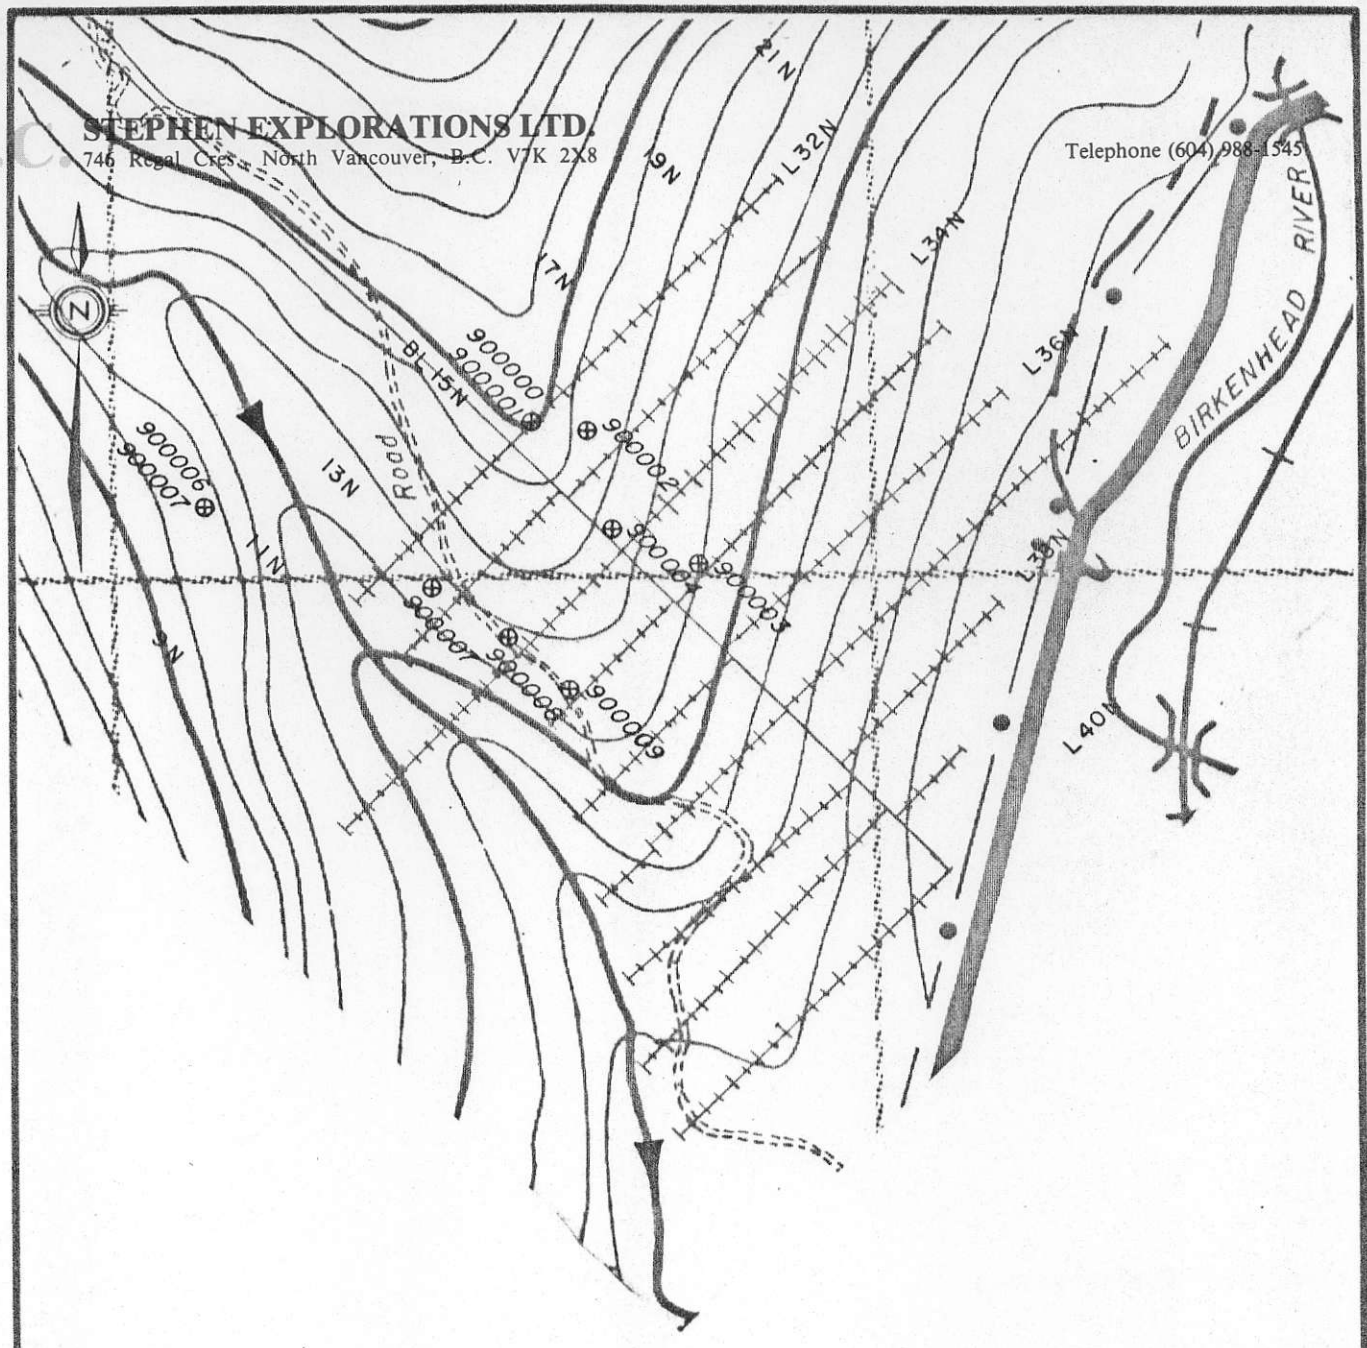 STEPHEN EXPLORATIONS LTD.
746 Regal Cres., North Vancouver, B.C. V7K 2X8
Telephone (604) 988-1545
21N
L32N
19N
L34N
17N
RIVER
BIRKENHEAD
L36N
BL 15N
900000
900001
900002
900006
900007
Road
13N
11N
L38N
900003
900007
900008
900009
9N
L40N
N